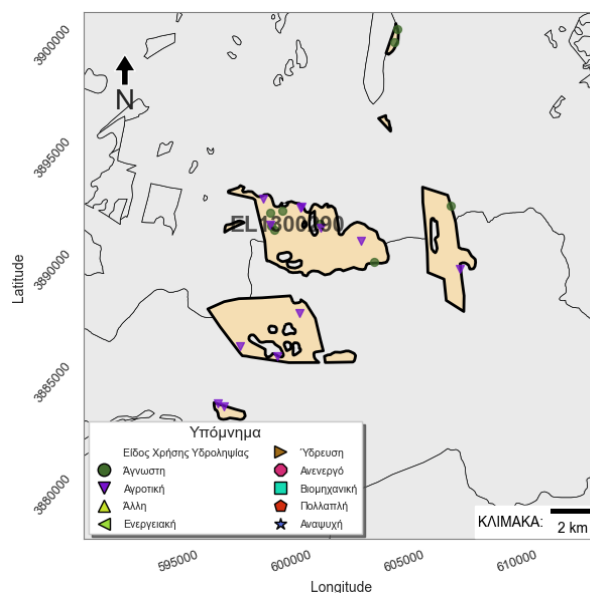 3900000
3895000
3890000
3885000
3880000
Latitude
N
EL1300290
Υπόμνημα
Είδος Χρήσης Υδροληψίας
Άγνωστη
Αγροτική
Άλλη
Ενεργειακή
Ύδρευση
Ανενεργό
Βιομηχανική
Πολλαπλή
Αναψυχή
ΚΛΙΜΑΚΑ:
2 km
595000
600000
605000
610000
Longitude